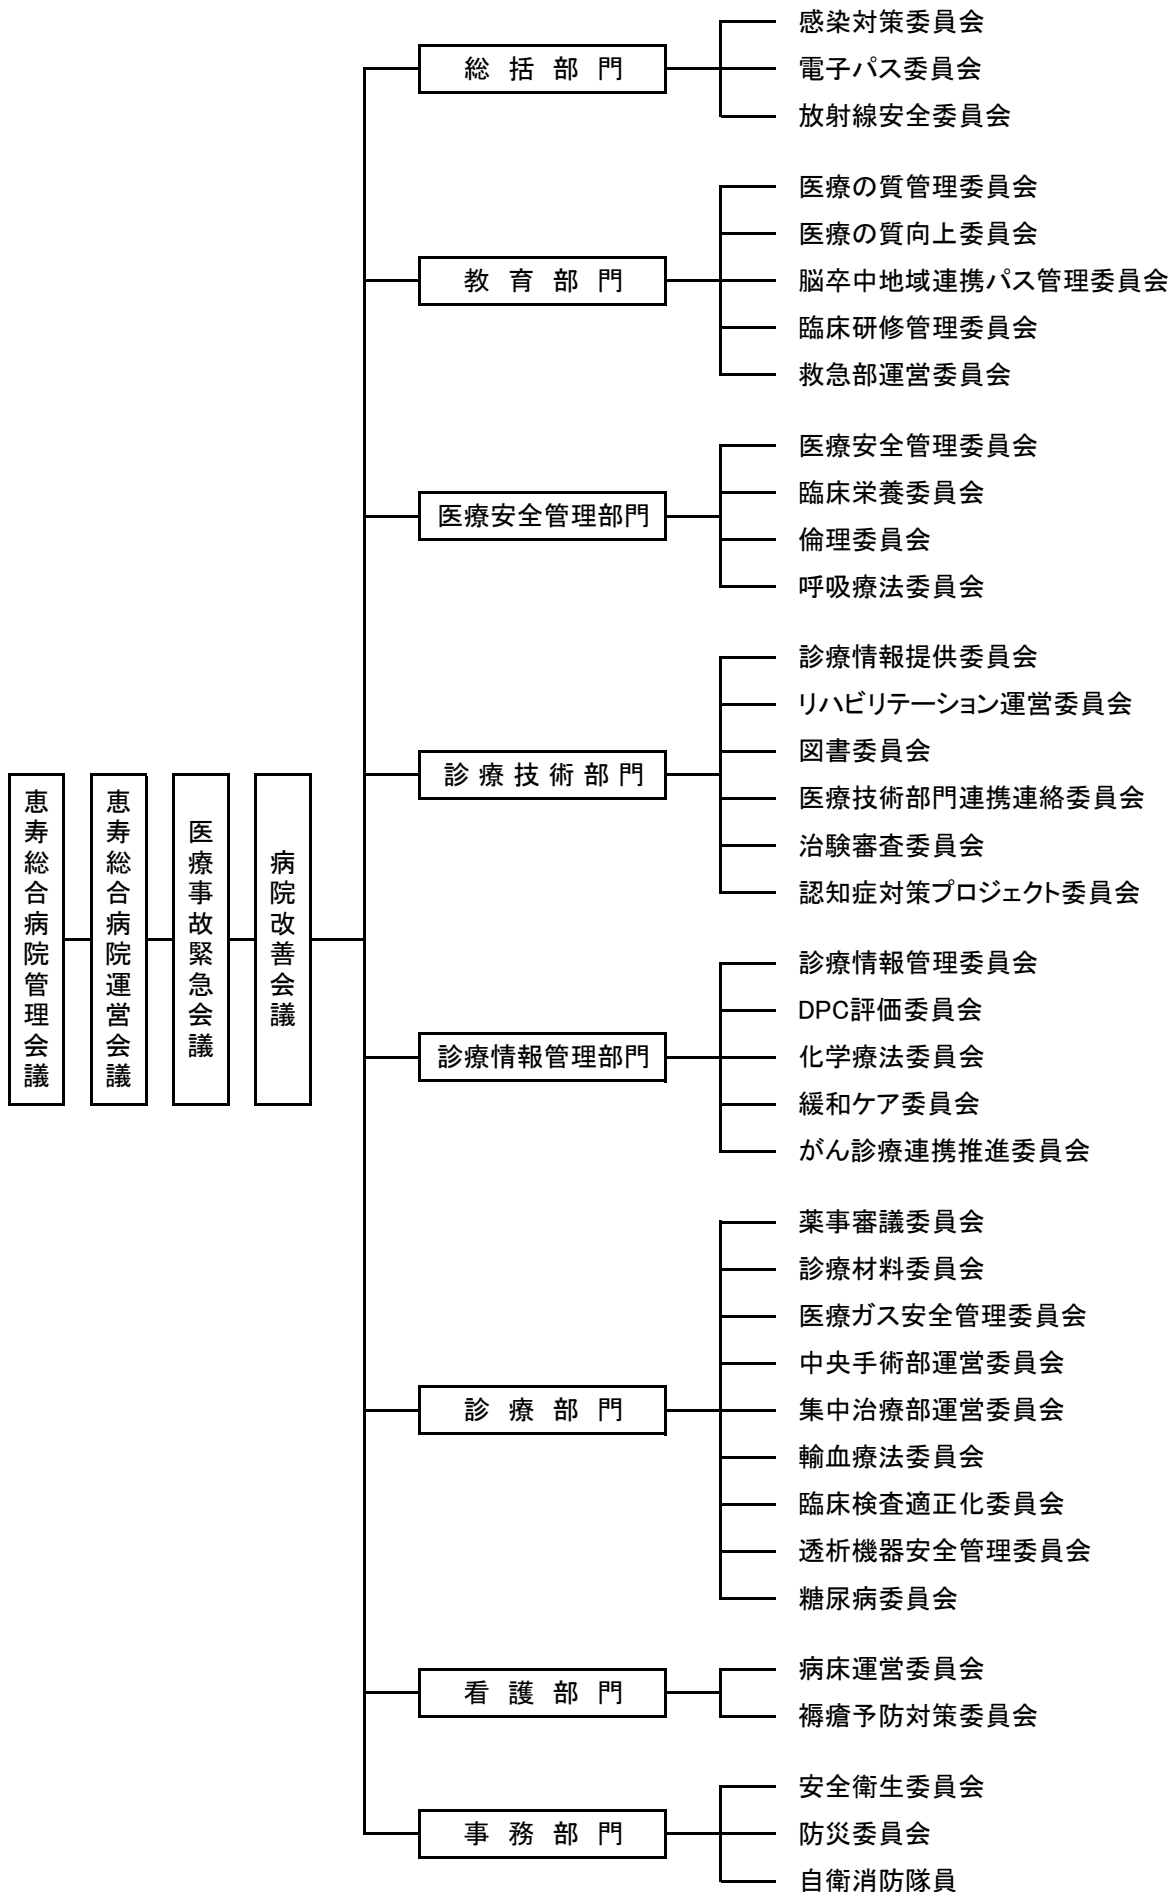 恵寿総合病院管理会議
恵寿総合病院運営会議
医療事故緊急会議
病院改善会議
総括部門
感染対策委員会
電子パス委員会
放射線安全委員会
教育部門
医療の質管理委員会
医療の質向上委員会
脳卒中地域連携パス管理委員会
臨床研修管理委員会
救急部運営委員会
医療安全管理部門
医療安全管理委員会
臨床栄養委員会
倫理委員会
呼吸療法委員会
診療技術部門
診療情報提供委員会
リハビリテーション運営委員会
図書委員会
医療技術部門連携連絡委員会
治験審査委員会
認知症対策プロジェクト委員会
診療情報管理部門
診療情報管理委員会
DPC評価委員会
化学療法委員会
緩和ケア委員会
がん診療連携推進委員会
診療部門
薬事審議委員会
診療材料委員会
医療ガス安全管理委員会
中央手術部運営委員会
集中治療部運営委員会
輸血療法委員会
臨床検査適正化委員会
透析機器安全管理委員会
糖尿病委員会
看護部門
病床運営委員会
褥瘡予防対策委員会
事務部門
安全衛生委員会
防災委員会
自衛消防隊員